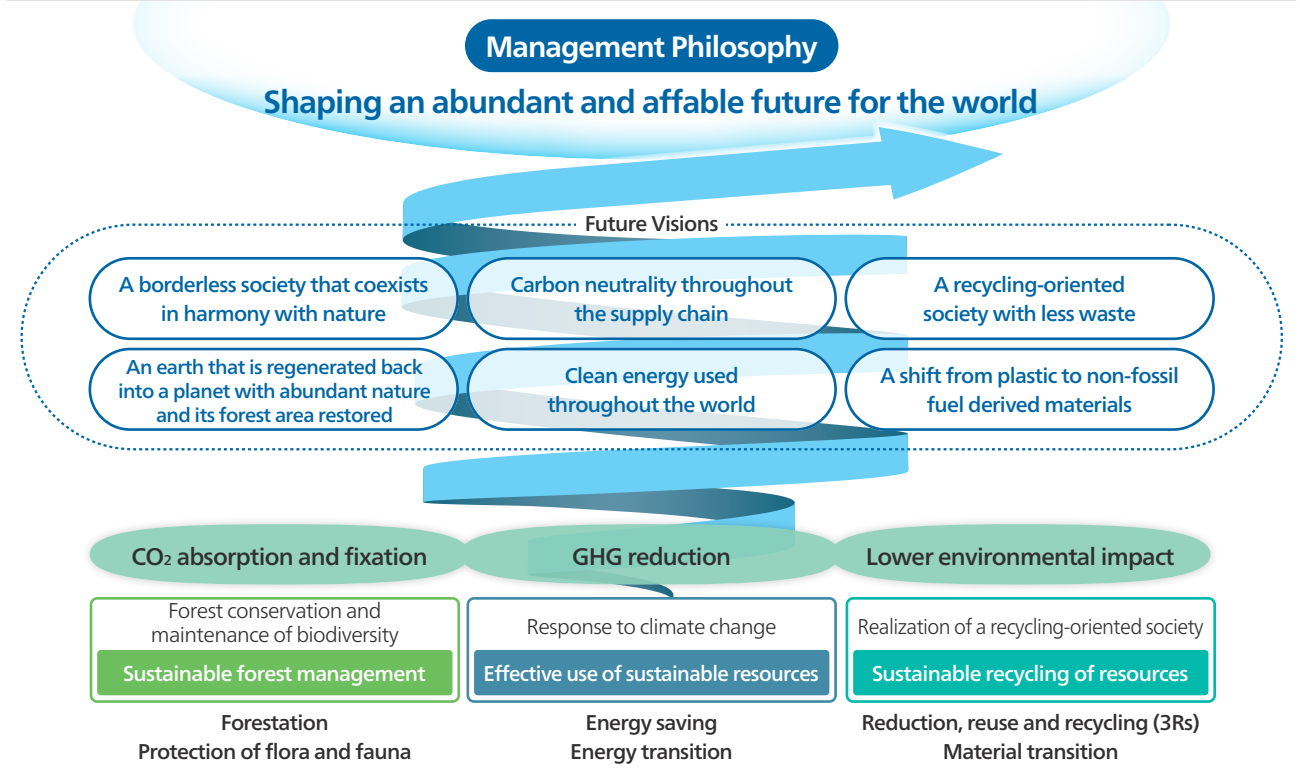 Management Philosophy
Shaping an abundant and affable future for the world
Future Visions
A borderless society that coexists
in harmony with nature
Carbon neutrality throughout
the supply chain
A recycling-oriented
society with less waste
An earth that is regenerated back
into a planet with abundant nature
and its forest area restored
Clean energy used
throughout the world
A shift from plastic to non-fossil
fuel derived materials
CO₂ absorption and fixation
GHG reduction
Lower environmental impact
Forest conservation and
maintenance of biodiversity
Sustainable forest management
Response to climate change
Effective use of sustainable resources
Realization of a recycling-oriented society
Sustainable recycling of resources
Forestation
Protection of flora and fauna
Energy saving
Energy transition
Reduction, reuse and recycling (3Rs)
Material transition